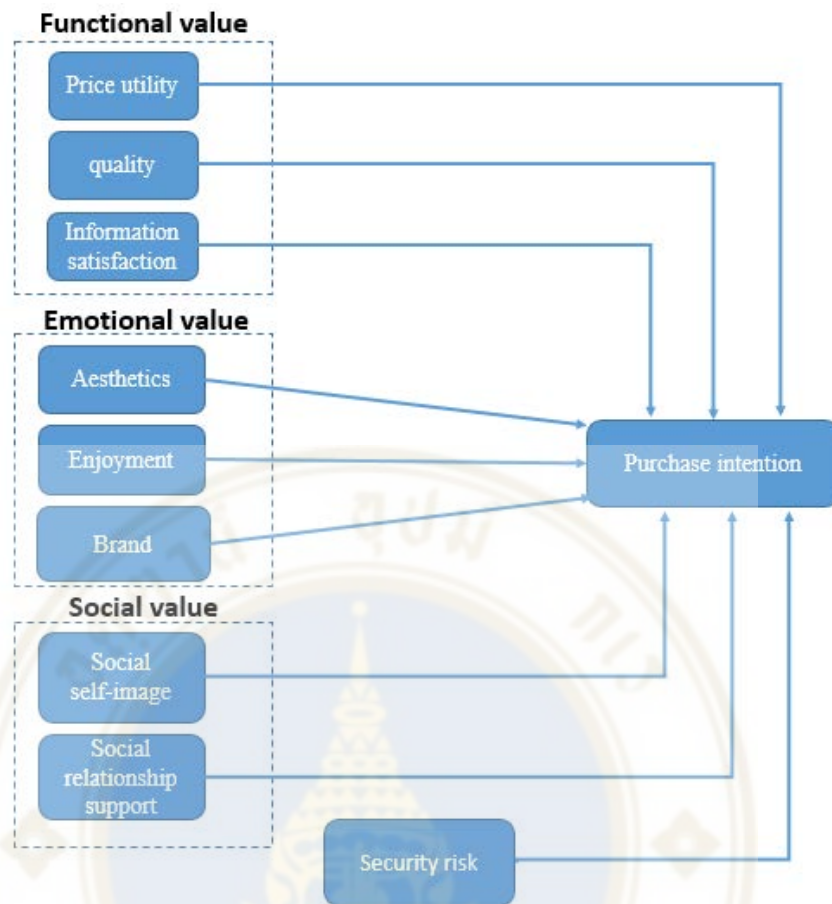 Functional value
Price utility
quality
Information
satisfaction
Emotional value
Aesthetics
Enjoyment
Brand
Purchase intention
Social value
Social
self-image
Social
relationship
support
Security risk